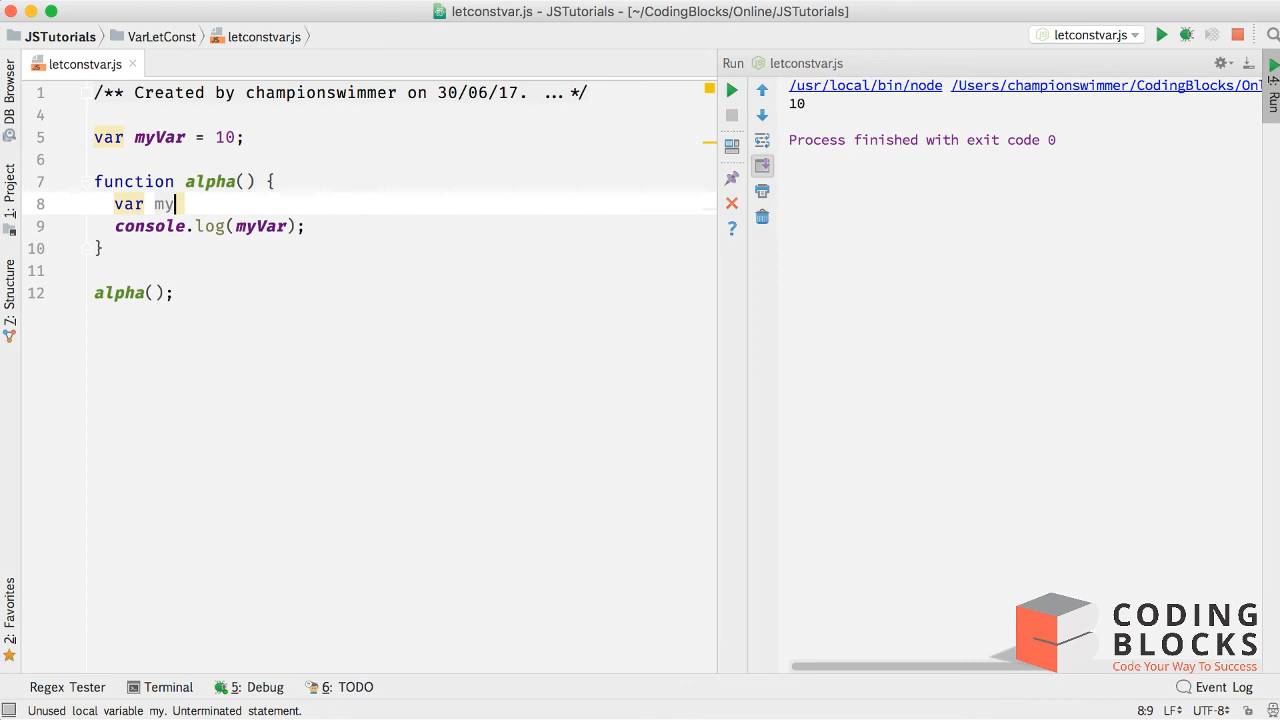 letconstvar.js - JSTutorials - [~/CodingBlocks/Online/JSTutorials]
JSTutorials VarLetConst letconstvar.js letconstvar.js
letconstvar.js Run letconstvar.js
1 /** Created by championswimmer on 30/06/17. ...*/
4
5 var myVar = 10;
6
7 function alpha() {
8 var my
9 console.log(myVar);
10 }
11
12 alpha();
/usr/local/bin/node /Users/championswimmer/CodingBlocks/Onl
10
Process finished with exit code 0
DB Browser
1: Project
7: Structure
2: Favorites
4: Run
CODING
BLOCKS
Code Your Way To Success
Regex Tester Terminal 5: Debug 6: TODO Event Log
Unused local variable my. Unterminated statement. 8:9 LF÷ UTF-8÷